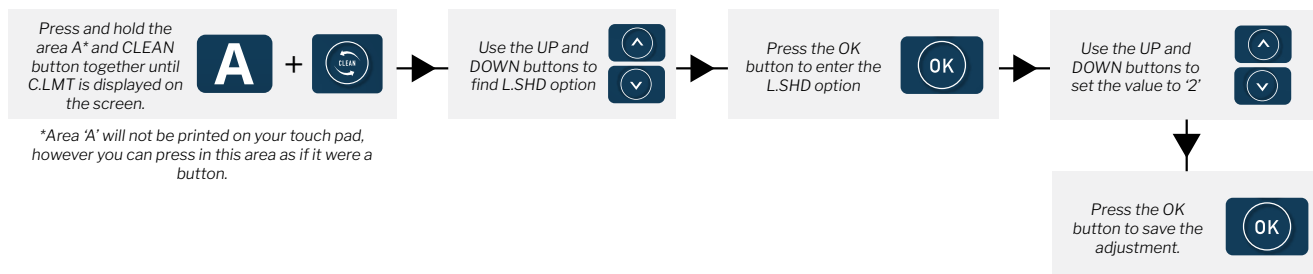 Press and hold the
area A* and CLEAN
button together until
C.LMT is displayed on
the screen.
A
+
CLEAN
*Area ‘A’ will not be printed on your touch pad,
however you can press in this area as if it were a
button.
Use the UP and
DOWN buttons to
find L.SHD option
Press the OK
button to enter the
L.SHD option
OK
Use the UP and
DOWN buttons to
set the value to ‘2’
Press the OK
button to save the
adjustment.
OK